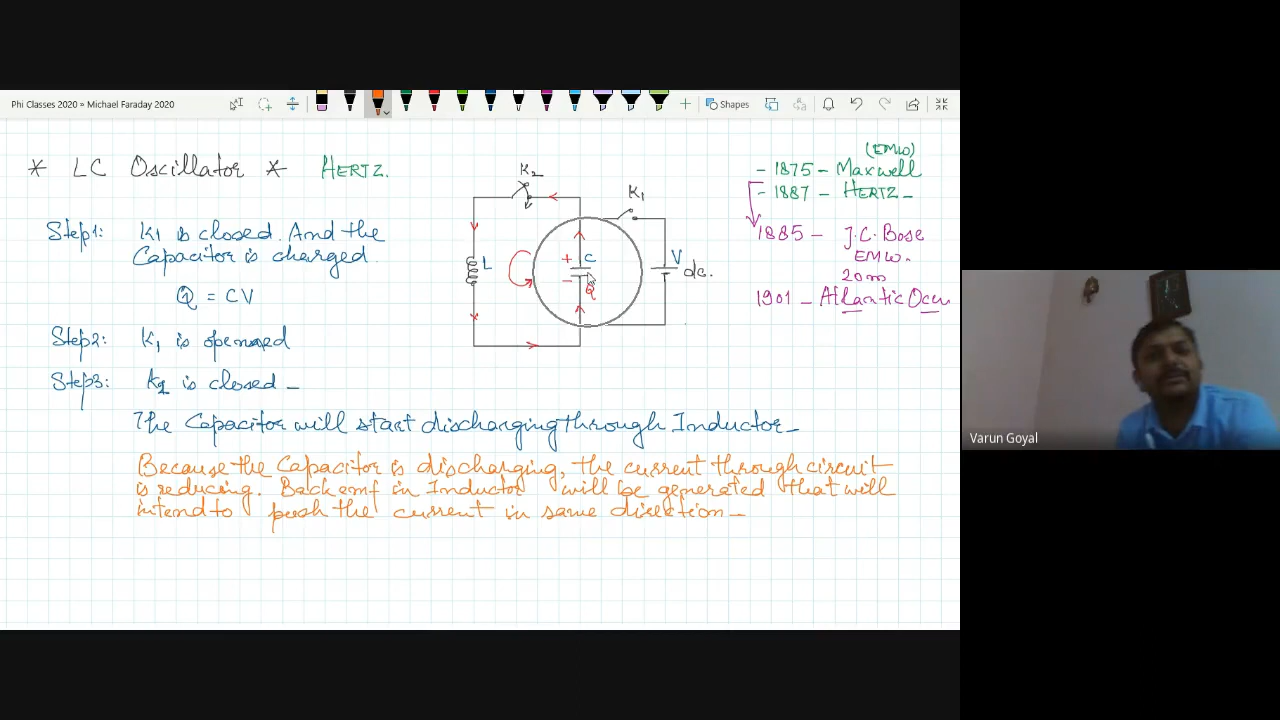 Phi Classes 2020 » Michael Faraday 2020
Shapes
* LC Oscillator * HERTZ.
K2
K1
L
+ C
-
Q
V
dc.
(EMW)
- 1875 - Maxwell
- 1887 - HERTZ -
1885 - J.C. Bose
EMW.
20m
1901 - Atlantic Ocen
Step1: K1 is closed. And the
Capacitor is charged.
Q = CV
Step2: K1 is openned
Step3: K2 is closed -
The Capacitor will start discharging through Inductor -
Because the Capacitor is discharging, the current through circuit
is reducing. Back emf in Inductor will be generated that will
intend to push the current in same direction -
Varun Goyal